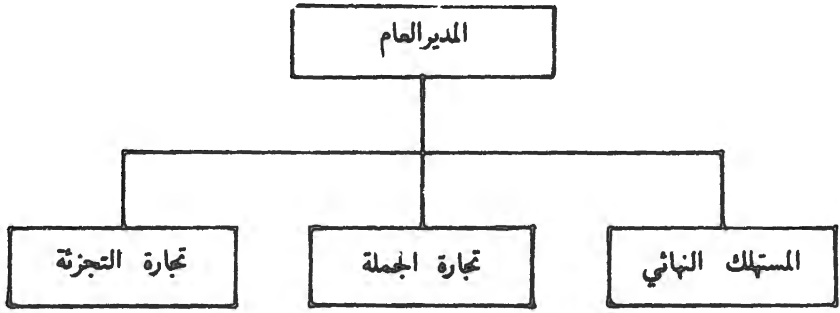 المدير العام
المستهلك النهائي
تجارة الجملة
تجارة التجزئة